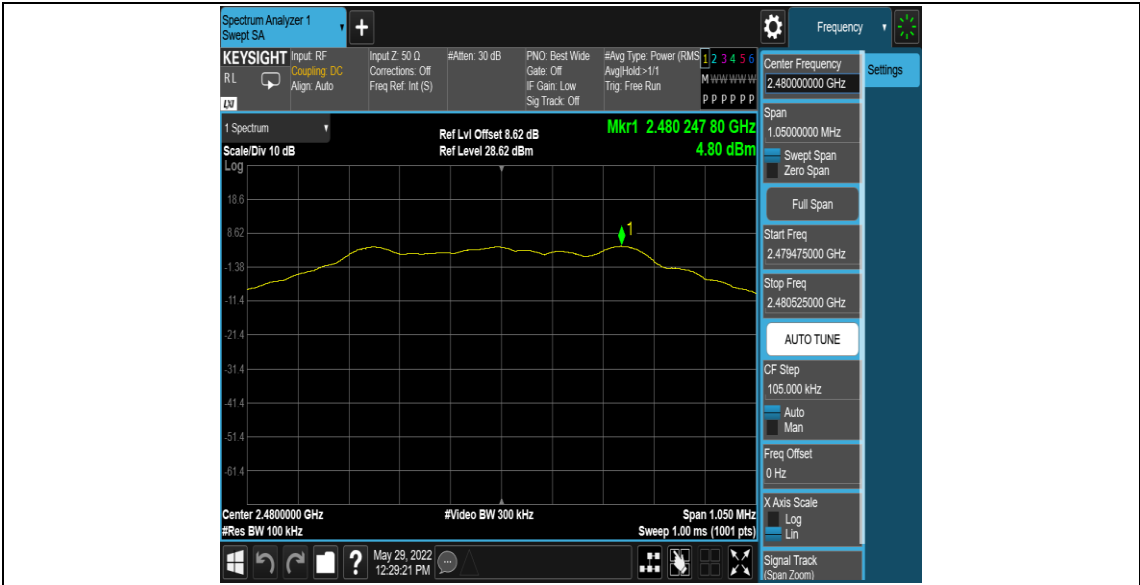 Spectrum Analyzer 1
Swept SA
Frequency
KEYSIGHT
RL
LXI
Input: RF
Coupling: DC
Align: Auto
Input Z: 50 Ω
Corrections: Off
Freq Ref: Int (S)
#Atten: 30 dB
PNO: Best Wide
Gate: Off
IF Gain: Low
Sig Track: Off
#Avg Type: Power (RMS
Avg|Hold:>1/1
Trig: Free Run
1 2 3 4 5 6
M W W W W W
P P P P P P
1 Spectrum
Scale/Div 10 dB
Log
Ref Lvl Offset 8.62 dB
Ref Level 28.62 dBm
Mkr1 2.480 247 80 GHz
4.80 dBm
18.6
8.62
-1.38
-11.4
-21.4
-31.4
-41.4
-51.4
-61.4
1
Center 2.4800000 GHz
#Res BW 100 kHz
#Video BW 300 kHz
Span 1.050 MHz
Sweep 1.00 ms (1001 pts)
May 29, 2022
12:29:21 PM
Center Frequency
2.480000000 GHz
Settings
Span
1.05000000 MHz
Swept Span
Zero Span
Full Span
Start Freq
2.479475000 GHz
Stop Freq
2.480525000 GHz
AUTO TUNE
CF Step
105.000 kHz
Auto
Man
Freq Offset
0 Hz
X Axis Scale
Log
Lin
Signal Track
(Span Zoom)